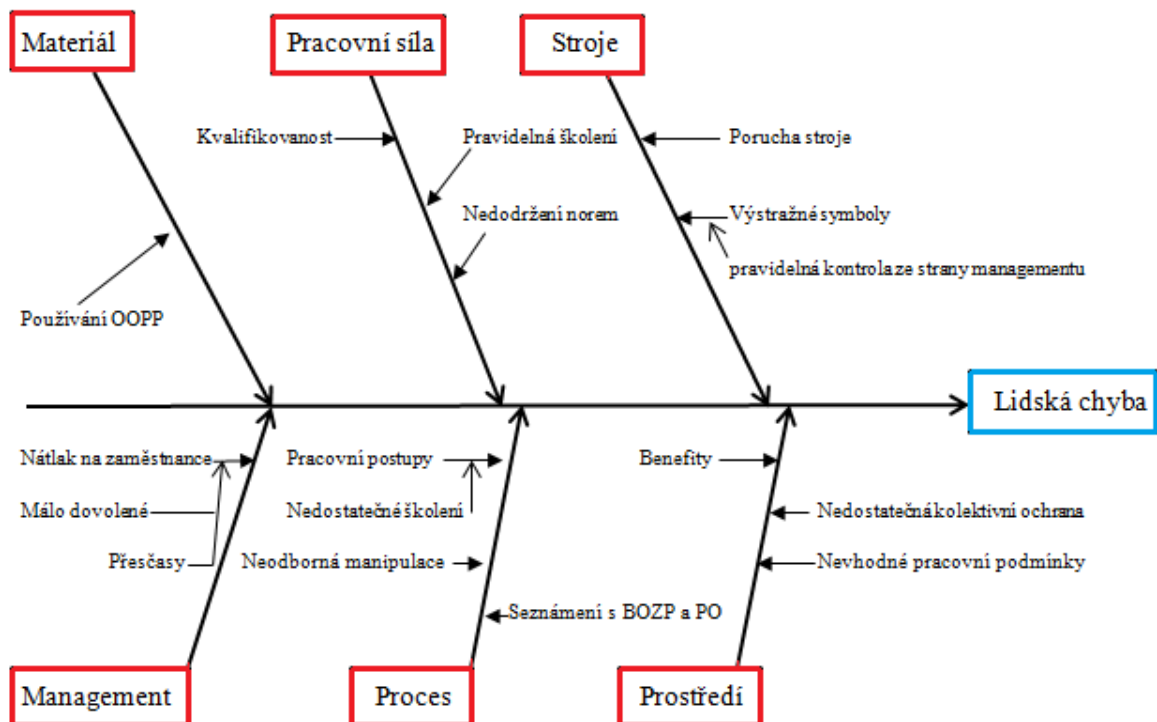 Materiál
Pracovní síla
Stroje
Kvalifikovanost
Pravidelná školení
Porucha stroje
Nedodržení norem
Výstražné symboly
pravidelná kontrola ze strany managementu
Používání OOPP
Lidská chyba
Nátlak na zaměstnance
Pracovní postupy
Benefity
Málo dovolené
Nedostatečné školení
Nedostatečná kolektivní ochrana
Přesčasy
Neodborná manipulace
Nevhodné pracovní podmínky
Seznámení s BOZP a PO
Management
Proces
Prostředí